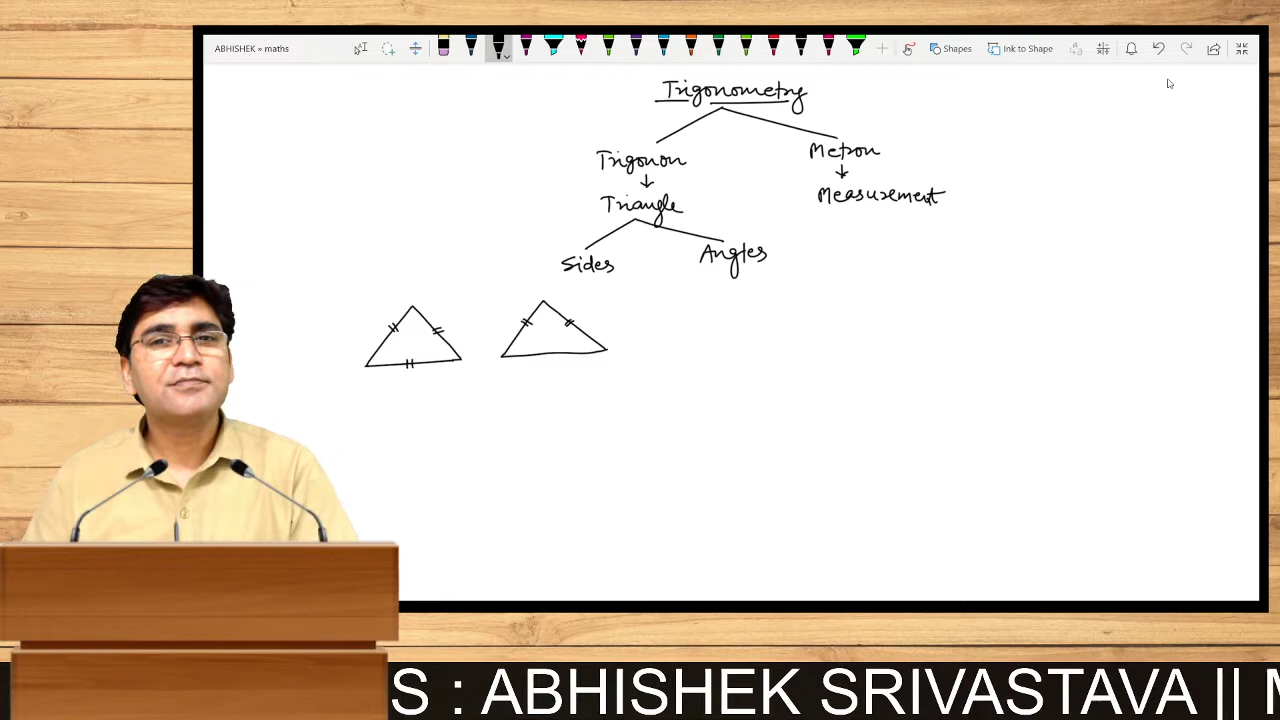 ABHISHEK » maths
Shapes
Ink to Shape
Trigonometry
Trigonon
Metron
Triangle
Measurement
Sides
Angles
S : ABHISHEK SRIVASTAVA ||